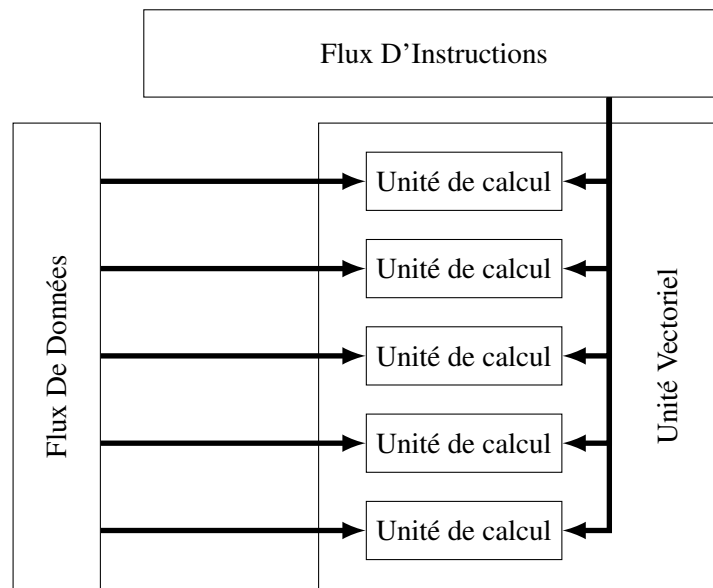 Flux D’Instructions
Flux De Données
Unité de calcul
Unité de calcul
Unité de calcul
Unité de calcul
Unité de calcul
Unité Vectoriel